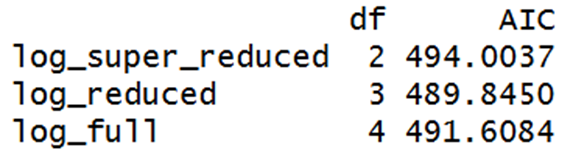 df AIC
log_super_reduced 2 494.0037
log_reduced 3 489.8450
log_full 4 491.6084